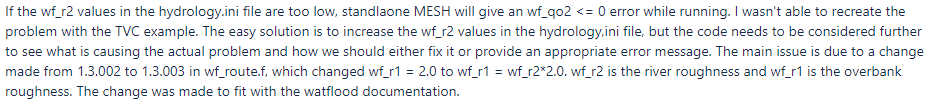 If the wf_r2 values in the hydrology.ini file are too low, standlaone MESH will give an wf_qo2 <= 0 error while running. I wasn't able to recreate the
problem with the TVC example. The easy solution is to increase the wf_r2 values in the hydrology,ini file, but the code needs to be considered further
to see what is causing the actual problem and how we should either fix it or provide an appropriate error message. The main issue is due to a change
made from 1.3.002 to 1.3.003 in wf_route.f, which changed wf_r1 = 2.0 to wf_r1 = wf_r2*2.0. wf_r2 is the river roughness and wf_r1 is the overbank
roughness. The change was made to fit with the watflood documentation.